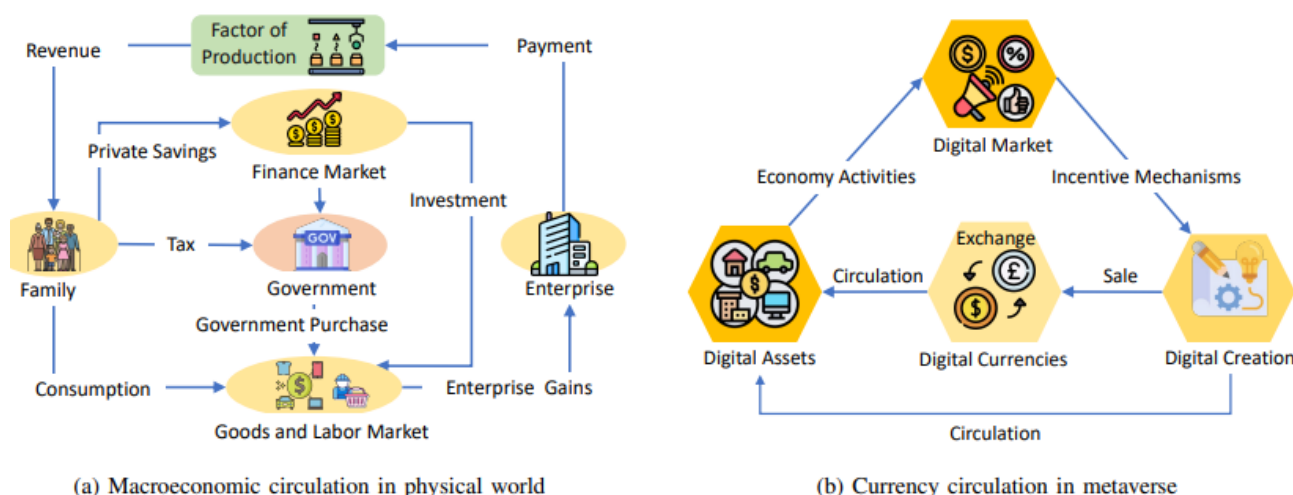 Revenue
Factor of
Production
Payment
Private Savings
Finance Market
Investment
Family
Tax
GOV
Government
Enterprise
Government Purchase
Consumption
Enterprise Gains
Goods and Labor Market
(a) Macroeconomic circulation in physical world
Digital Market
Economy Activities
Incentive Mechanisms
Exchange
Circulation
Sale
Digital Assets
Digital Currencies
Digital Creation
Circulation
(b) Currency circulation in metaverse